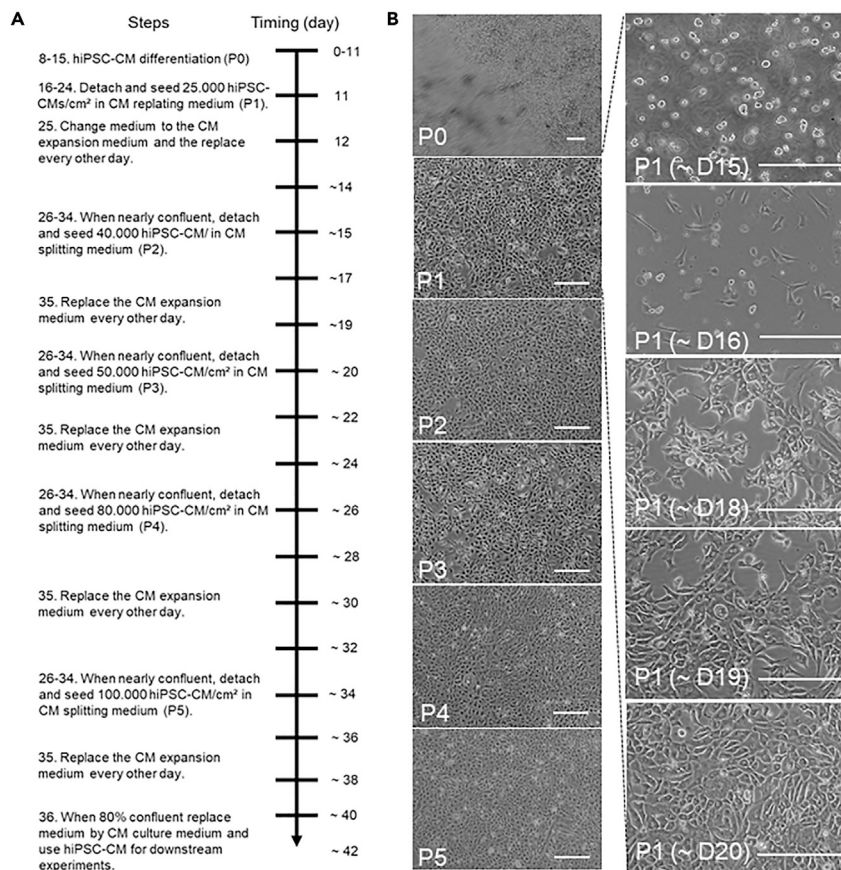 A
Steps
Timing (day)
8-15. hiPSC-CM differentiation (P0)
0-11
16-24. Detach and seed 25.000 hiPSC-
CMs/cm² in CM replating medium (P1).
11
25. Change medium to the CM
expansion medium and the replace
every other day.
12
~14
26-34. When nearly confluent, detach
and seed 40.000 hiPSC-CM/ in CM
splitting medium (P2).
~15
~17
35. Replace the CM expansion
medium every other day.
~19
26-34. When nearly confluent, detach
and seed 50.000 hiPSC-CM/cm² in CM
splitting medium (P3).
~ 20
~ 22
35. Replace the CM expansion
medium every other day.
~ 24
26-34. When nearly confluent, detach
and seed 80.000 hiPSC-CM/cm² in CM
splitting medium (P4).
~ 26
~ 28
35. Replace the CM expansion
medium every other day.
~ 30
~ 32
26-34. When nearly confluent, detach
and seed 100.000 hiPSC-CM/cm² in
CM splitting medium (P5).
~ 34
~ 36
35. Replace the CM expansion
medium every other day.
~ 38
36. When 80% confluent replace
medium by CM culture medium and
use hiPSC-CM for downstream
experiments.
~ 40
~ 42
B
P0
P1
P2
P3
P4
P5
P1 (~ D15)
P1 (~ D16)
P1 (~ D18)
P1 (~ D19)
P1 (~ D20)